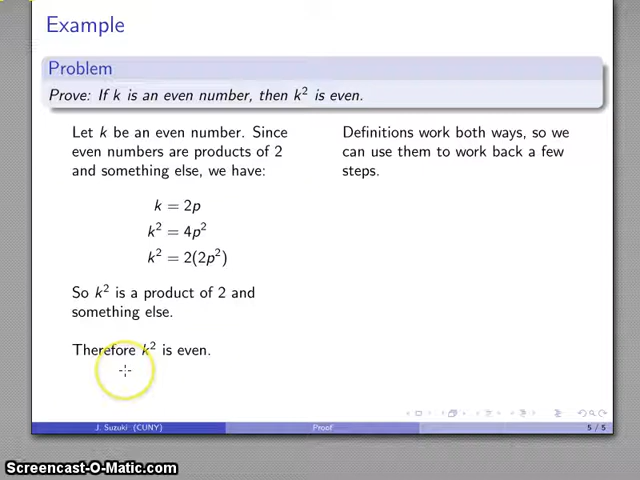 Example
Problem
Prove: If k is an even number, then k² is even.
Let k be an even number. Since
even numbers are products of 2
and something else, we have:
k = 2p
k² = 4p²
k² = 2(2p²)
So k² is a product of 2 and
something else.
Therefore k² is even.
Definitions work both ways, so we
can use them to work back a few
steps.
J. Suzuki (CUNY)
Proof
5 / 5
Screencast-O-Matic.com